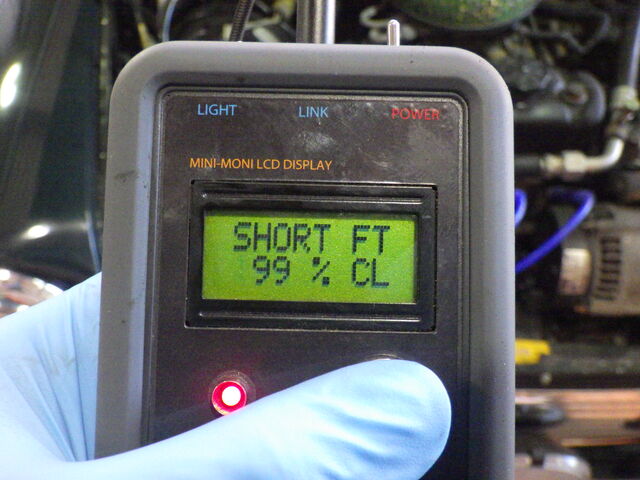 LIGHT LINK POWER
MINI-MONI LCD DISPLAY
SHORT FT
99 % CL